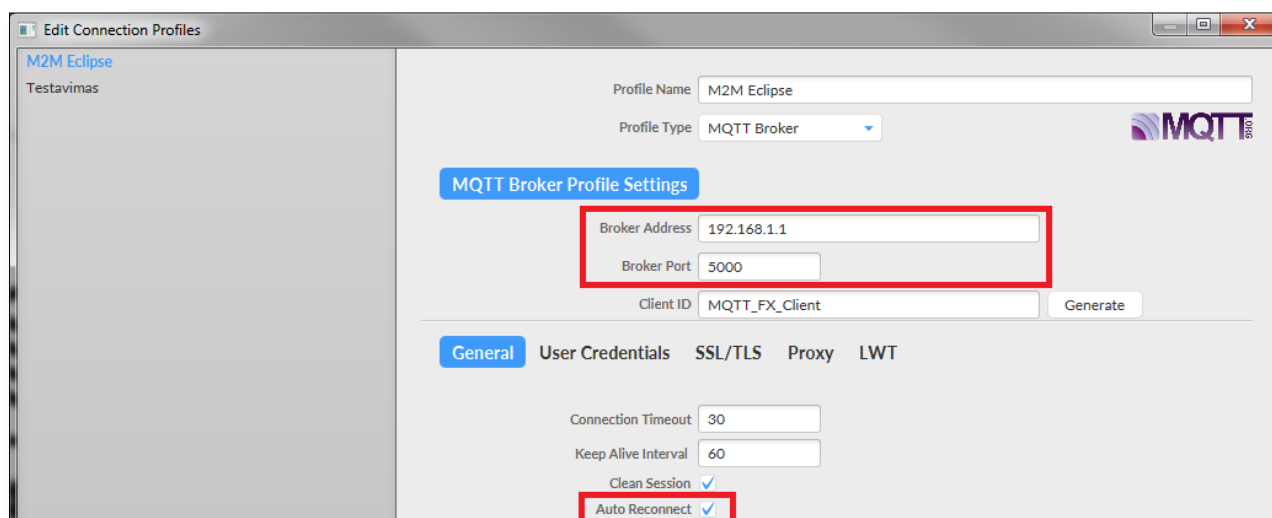 Edit Connection Profiles
M2M Eclipse
Testavimas
Profile Name M2M Eclipse
Profile Type MQTT Broker
MQTT.ORG
MQTT Broker Profile Settings
Broker Address 192.168.1.1
Broker Port 5000
Client ID MQTT_FX_Client Generate
General User Credentials SSL/TLS Proxy LWT
Connection Timeout 30
Keep Alive Interval 60
Clean Session
Auto Reconnect